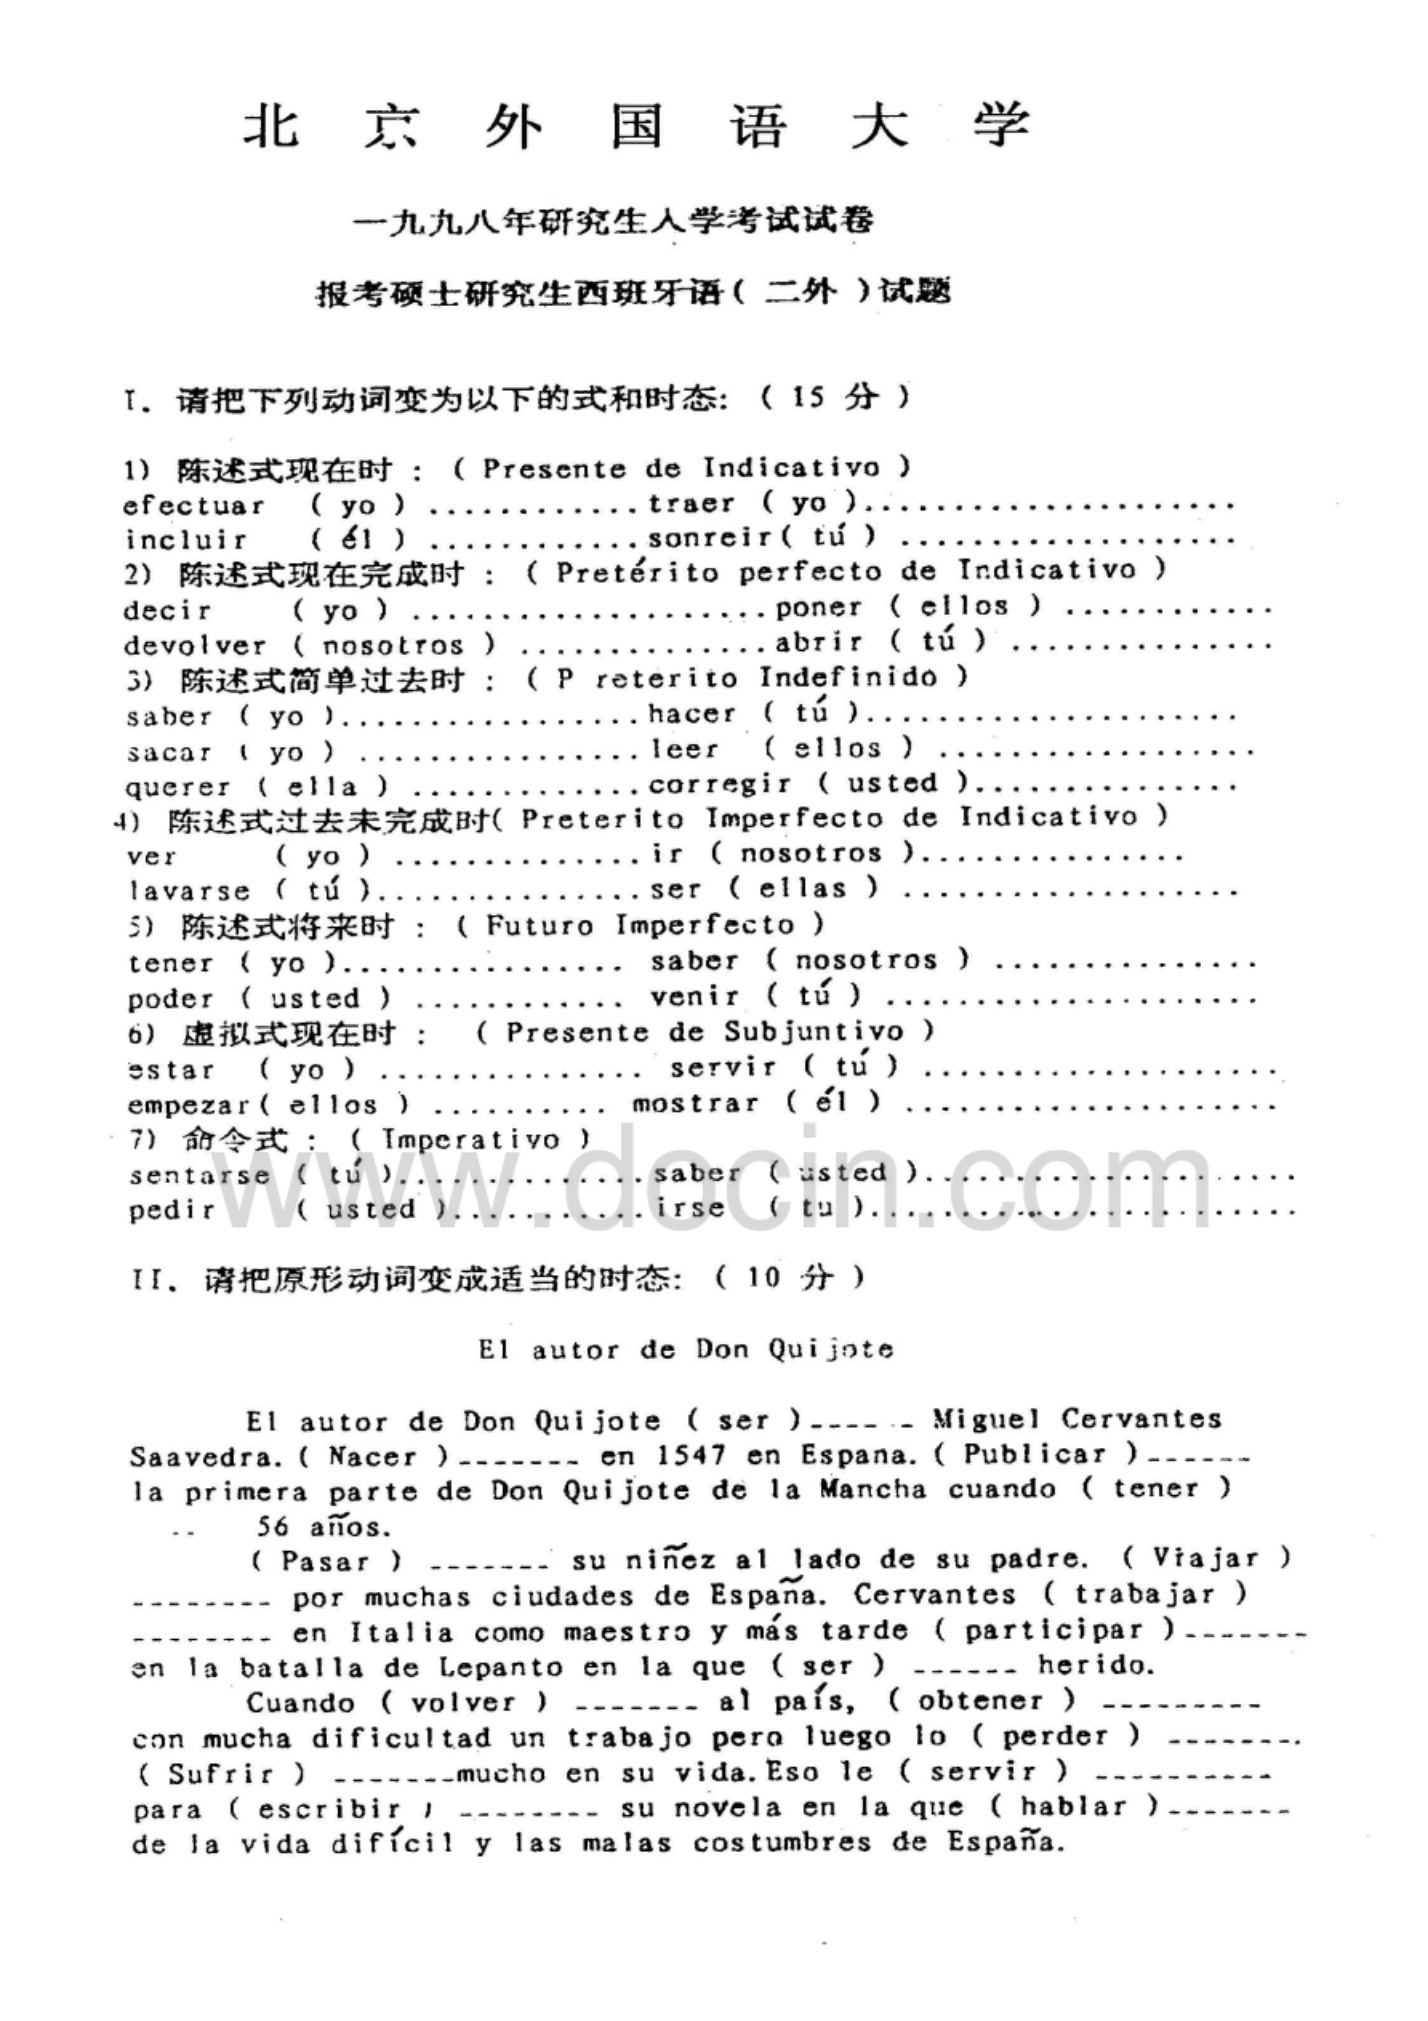 北京外国语大学
一九九八年研究生入学考试试卷
报考硕士研究生西班牙语( 二外 )试题
I. 请把下列动词变为以下的式和时态: ( 15 分 )
1) 陈述式现在时 : ( Presente de Indicativo )
efectuar ( yo ) ............traer ( yo ).....................
incluir ( él ) ............sonreir( tú ) ...................
2) 陈述式现在完成时 : ( Pretérito perfecto de Indicativo )
decir ( yo ) ....................poner ( ellos ) ............
devolver ( nosotros ) ..............abrir ( tú ) ...............
3) 陈述式简单过去时 : ( P reterito Indefinido )
saber ( yo ).................hacer ( tú ).....................
sacar ( yo ) ................leer ( ellos ) ..................
querer ( ella ) .............corregir ( usted )...............
4) 陈述式过去未完成时( Preterito Imperfecto de Indicativo )
ver ( yo ) ..............ir ( nosotros )...............
lavarse ( tú )...............ser ( ellas ) ...................
5) 陈述式将来时 : ( Futuro Imperfecto )
tener ( yo )................ saber ( nosotros ) ...............
poder ( usted ) ............ venir ( tú ) .....................
6) 虚拟式现在时 : ( Presente de Subjuntivo )
estar ( yo ) ............... servir ( tú ) ....................
empezar( ellos ) .......... mostrar ( él ) .....................
7) 命令式 : ( Imperativo )
sentarse ( tú )..............saber ( usted ).....................
pedir ( usted )...........irse ( tu )........................
www.docin.com
II. 请把原形动词变成适当的时态: ( 10 分 )
El autor de Don Quijote
El autor de Don Quijote ( ser )------ Miguel Cervantes
Saavedra. ( Nacer )------- en 1547 en Espana. ( Publicar )------
la primera parte de Don Quijote de la Mancha cuando ( tener )
-- 56 años.
( Pasar ) ------- su niñez al lado de su padre. ( Viajar )
-------- por muchas ciudades de España. Cervantes ( trabajar )
-------- en Italia como maestro y más tarde ( participar )-------
en la batalla de Lepanto en la que ( ser ) ------ herido.
Cuando ( volver ) ------- al país, ( obtener ) ---------
con mucha dificultad un trabajo pero luego lo ( perder ) -------.
( Sufrir ) -------mucho en su vida. Eso le ( servir ) ----------
para ( escribir ) -------- su novela en la que ( hablar )-------
de la vida difícil y las malas costumbres de España.